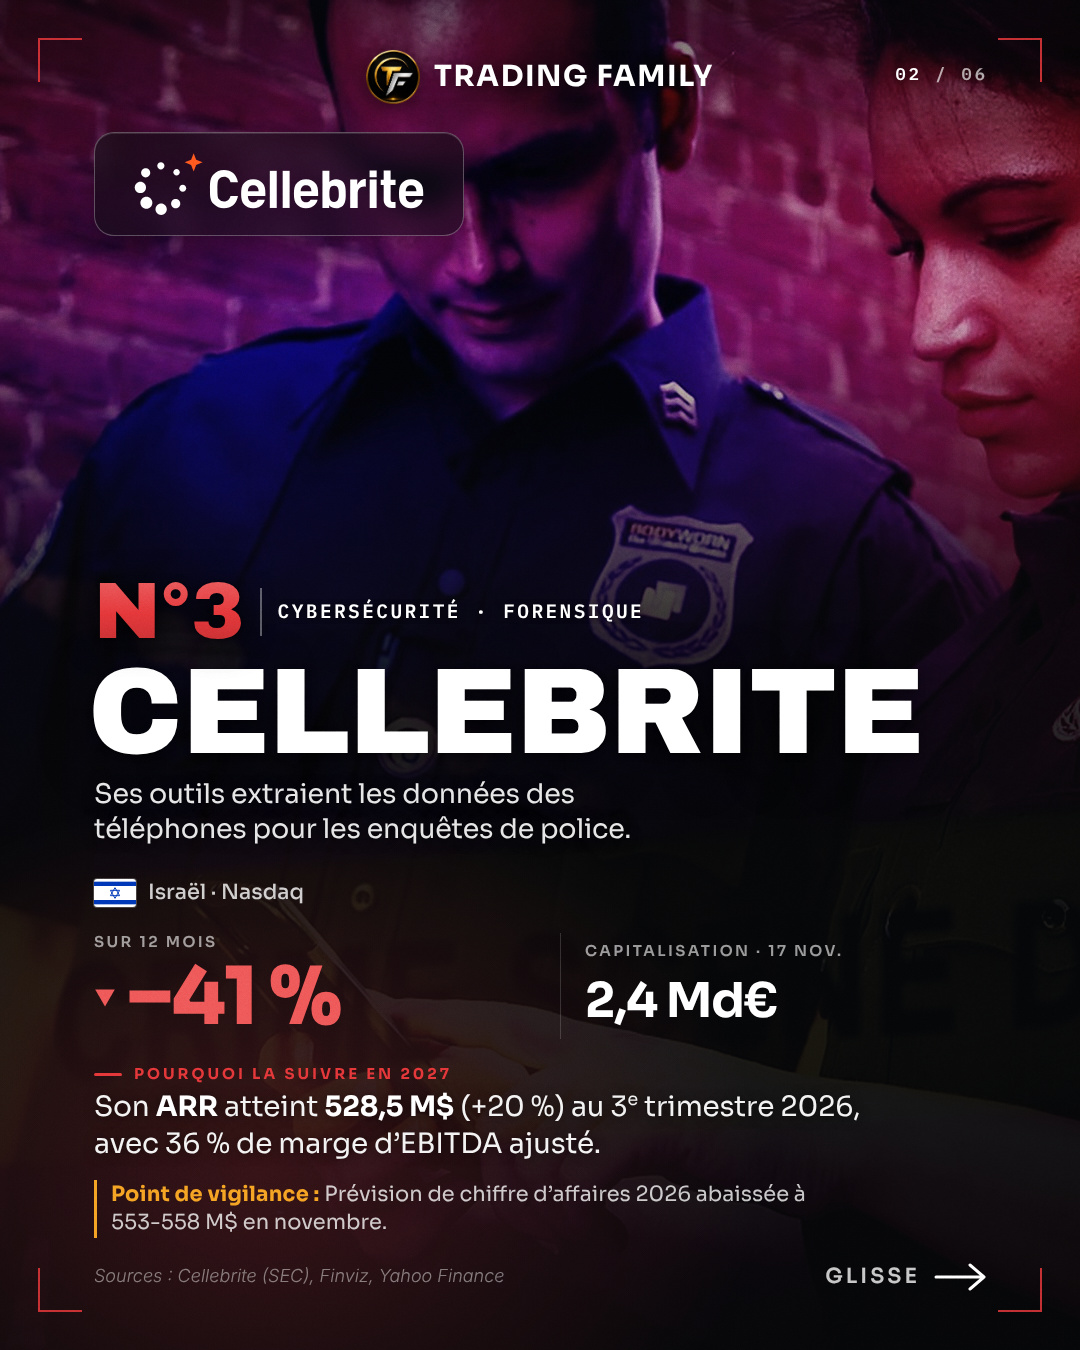 TRADING FAMILY
02 / 06
Cellebrite
BODYWORN
N°3
CYBERSÉCURITÉ · FORENSIQUE
CELLEBRITE
Ses outils extraient les données des
téléphones pour les enquêtes de police.
Israël · Nasdaq
SUR 12 MOIS
▼ –41 %
CAPITALISATION · 17 NOV.
2,4 Md€
POURQUOI LA SUIVRE EN 2027
Son ARR atteint 528,5 M$ (+20 %) au 3e trimestre 2026,
avec 36 % de marge d’EBITDA ajusté.
Point de vigilance : Prévision de chiffre d’affaires 2026 abaissée à
553-558 M$ en novembre.
Sources : Cellebrite (SEC), Finviz, Yahoo Finance
GLISSE